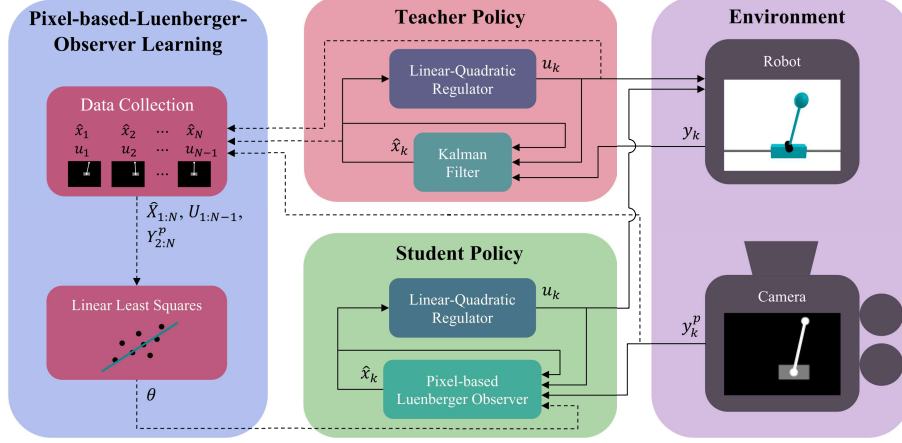 Pixel-based-Luenberger-
Observer Learning
Data Collection
x̂₁ x̂₂ ⋯ x̂_N
u₁ u₂ ⋯ u_{N−1}
⋯
X̂_{1:N}, U_{1:N−1},
Y^p_{2:N}
Linear Least Squares
θ
Teacher Policy
Linear-Quadratic
Regulator
u_k
x̂_k
Kalman
Filter
Student Policy
Linear-Quadratic
Regulator
u_k
x̂_k
Pixel-based
Luenberger Observer
Environment
Robot
y_k
Camera
y^p_k